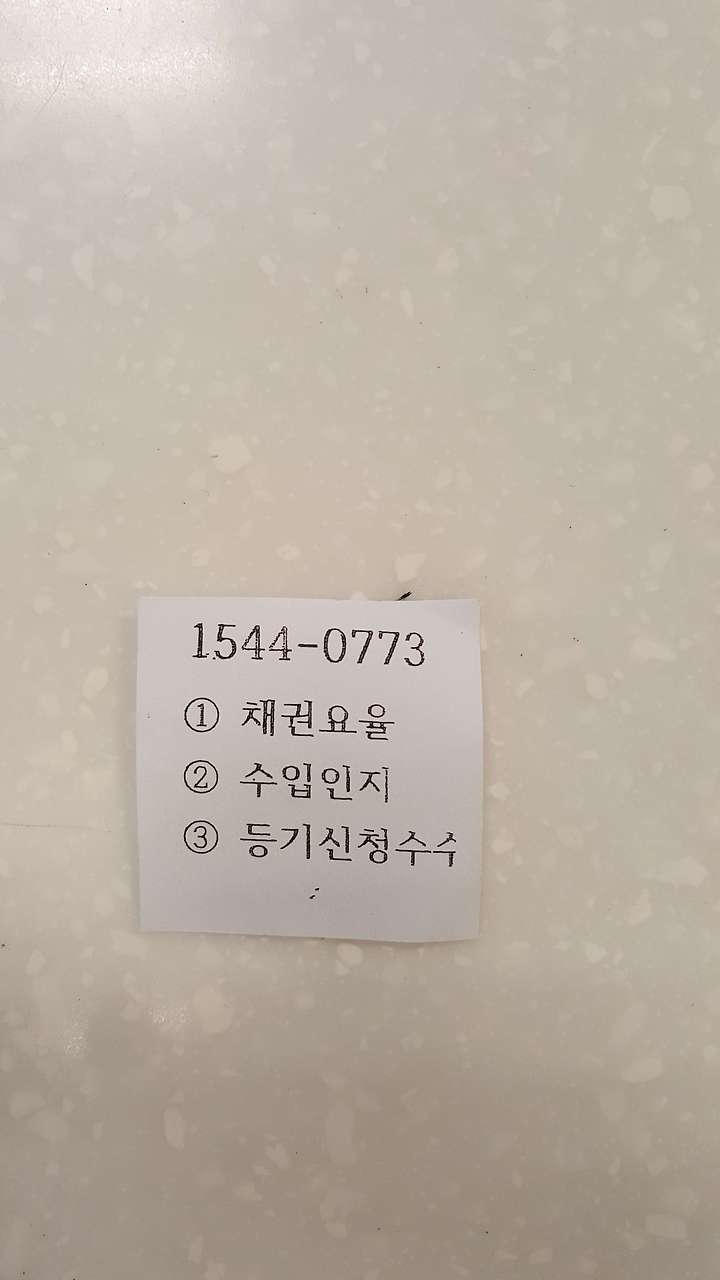 1544-0773
① 채권요율
② 수입인지
③ 등기신청수수